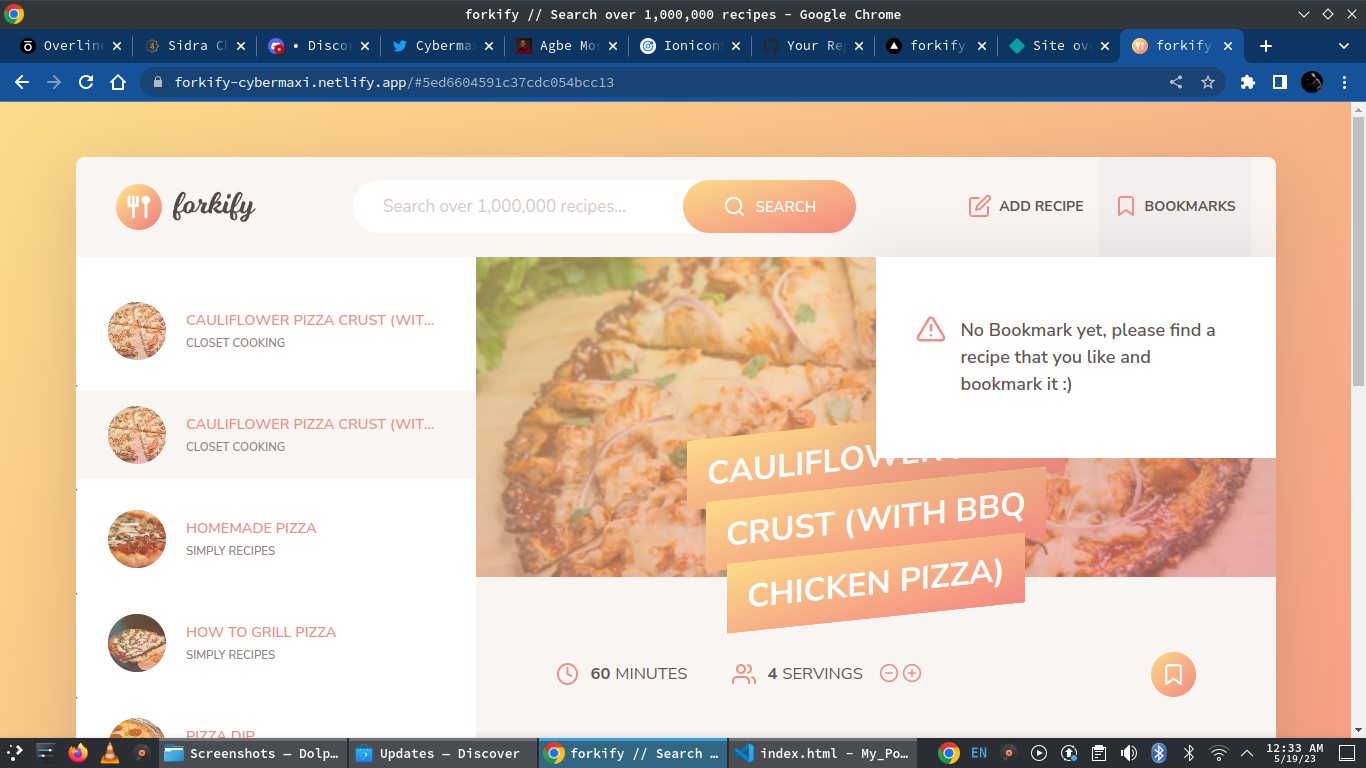 forkify // Search over 1,000,000 recipes – Google Chrome
Overline
Sidra Cl
• Disco
Cyberma
Agbe Mo
Ionicon
Your Re
forkify
Site ov
forkify
forkify-cybermaxi.netlify.app/#5ed6604591c37cdc054bcc13
forkify
Search over 1,000,000 recipes...
SEARCH
ADD RECIPE
BOOKMARKS
CAULIFLOWER PIZZA CRUST (WIT...
CLOSET COOKING
CAULIFLOWER PIZZA CRUST (WIT...
CLOSET COOKING
HOMEMADE PIZZA
SIMPLY RECIPES
HOW TO GRILL PIZZA
SIMPLY RECIPES
PIZZA DIP
No Bookmark yet, please find a
recipe that you like and
bookmark it :)
CAULIFLOWER
CRUST (WITH BBQ
CHICKEN PIZZA)
60 MINUTES
4 SERVINGS
Screenshots — Dolp...
Updates — Discover
forkify // Search ...
index.html - My_Po...
EN
12:33 AM
5/19/23